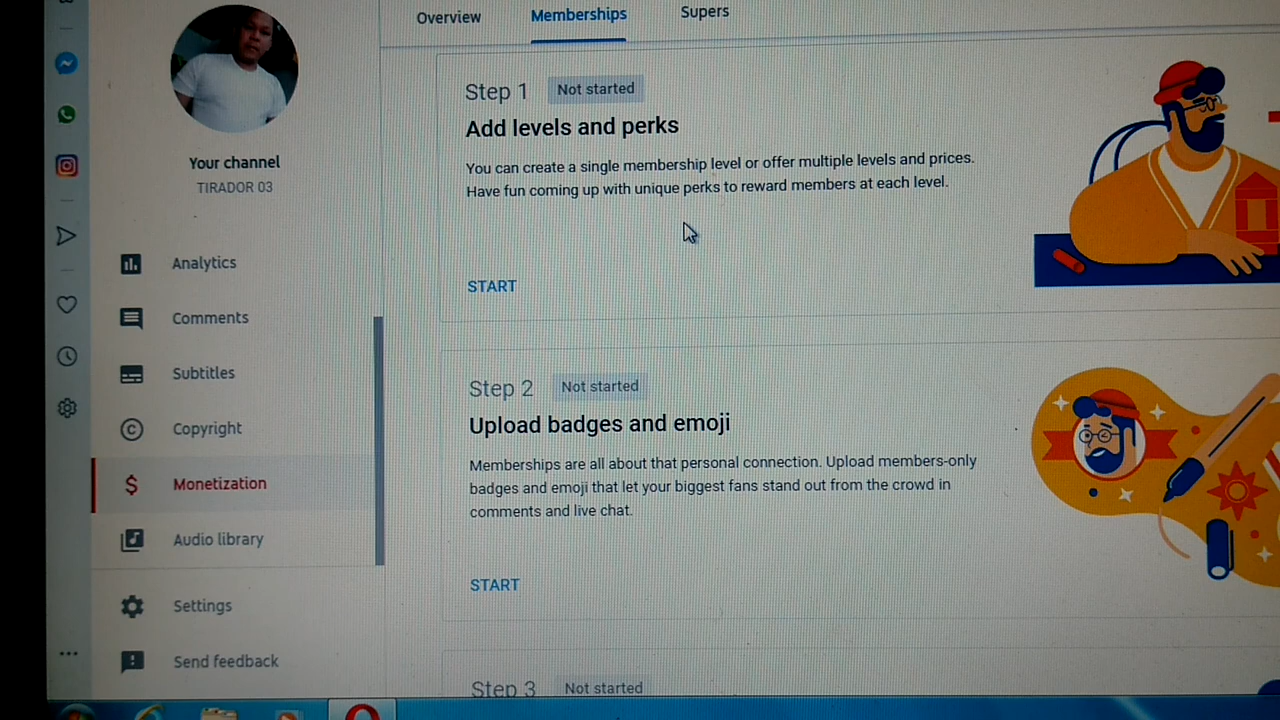 Overview
Memberships
Supers
Your channel
TIRADOR 03
Analytics
Comments
Subtitles
Copyright
Monetization
Audio library
Settings
Send feedback
Step 1 Not started
Add levels and perks
You can create a single membership level or offer multiple levels and prices.
Have fun coming up with unique perks to reward members at each level.
START
Step 2 Not started
Upload badges and emoji
Memberships are all about that personal connection. Upload members-only
badges and emoji that let your biggest fans stand out from the crowd in
comments and live chat.
START
Step 3 Not started